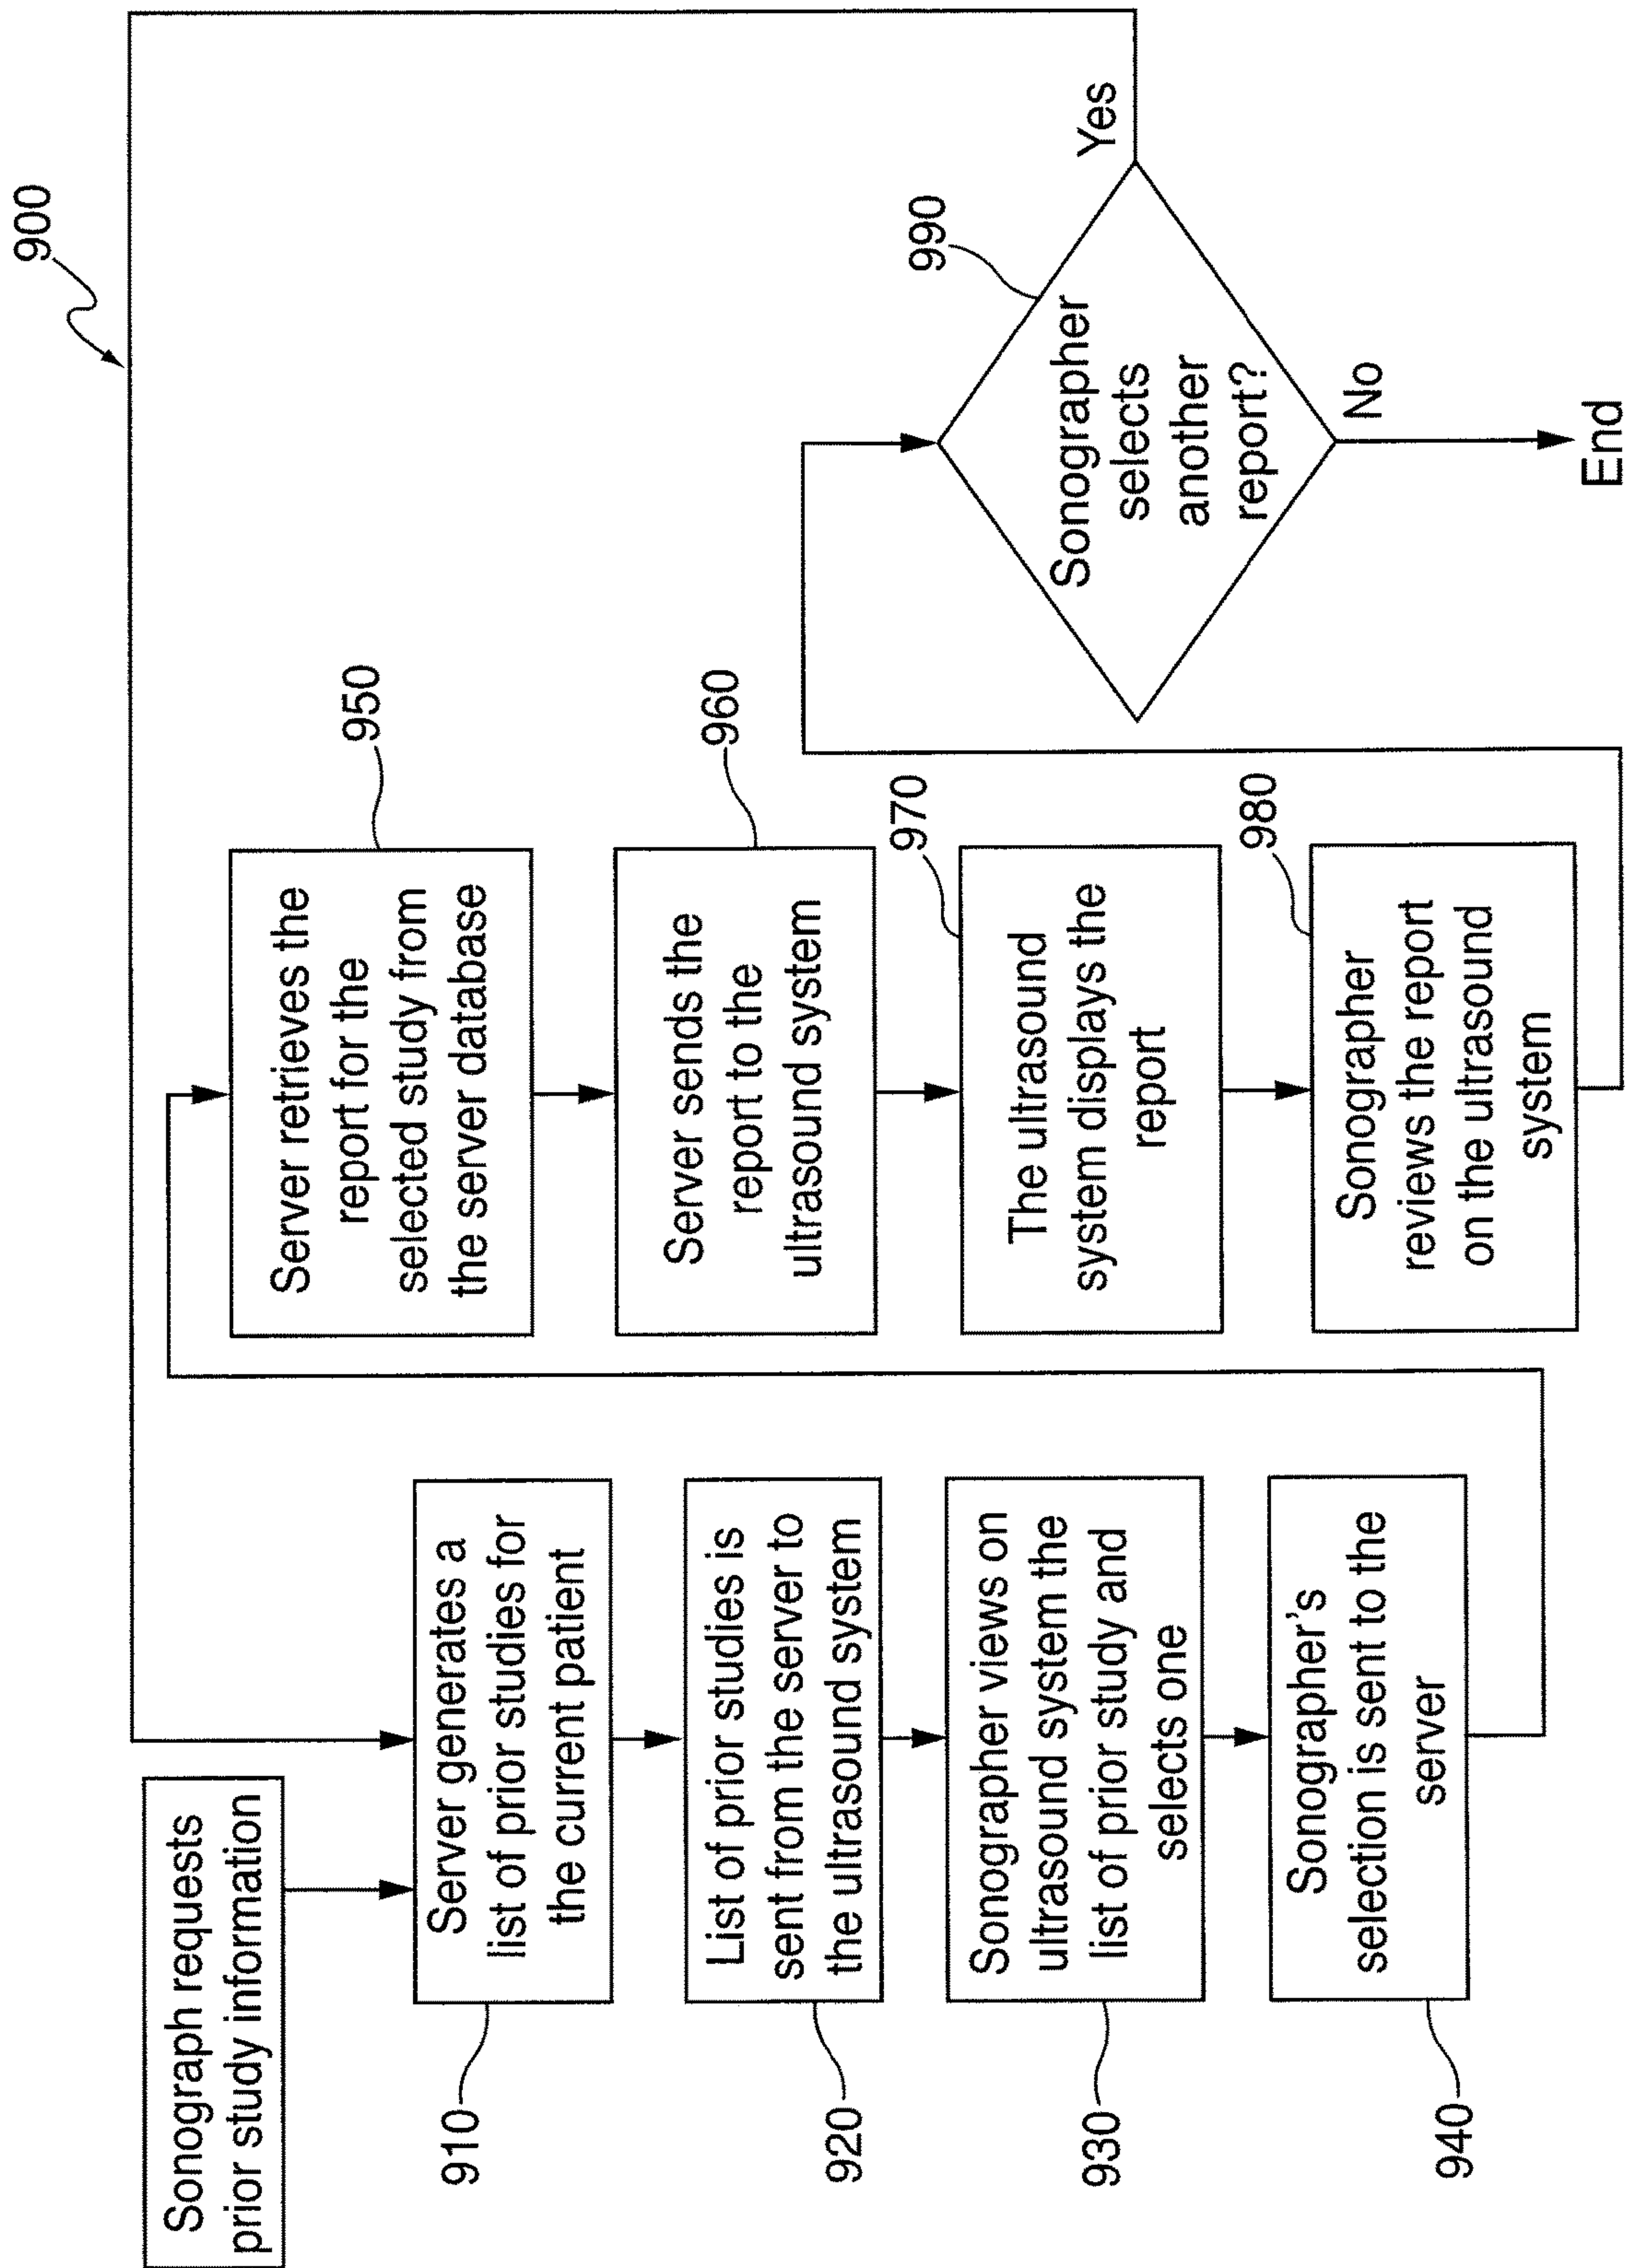 900
Sonograph requests
prior study information
Server generates a
list of prior studies for
the current patient
910
List of prior studies is
sent from the server to
the ultrasound system
920
Sonographer views on
ultrasound system the
list of prior study and
selects one
930
Sonographer's
selection is sent to the
server
940
Server retrieves the
report for the
selected study from
the server database
950
Server sends the
report to the
ultrasound system
960
The ultrasound
system displays the
report
970
Sonographer
reviews the report
on the ultrasound
system
980
Sonographer
selects
another
report?
990
Yes
No
End